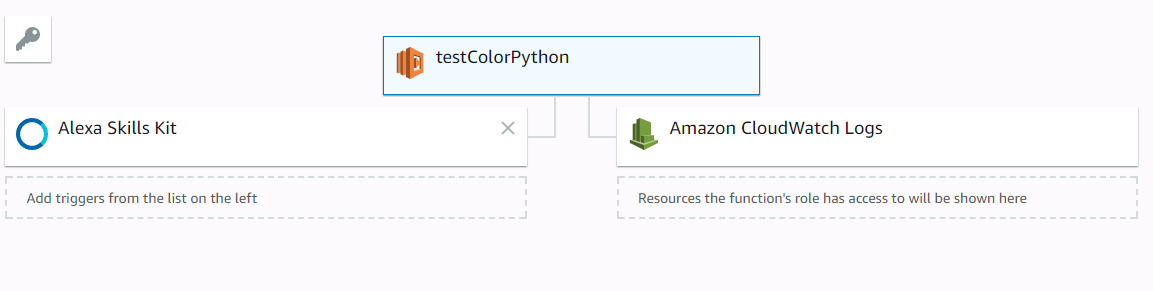 testColorPython
Alexa Skills Kit
Amazon CloudWatch Logs
Add triggers from the list on the left
Resources the function's role has access to will be shown here